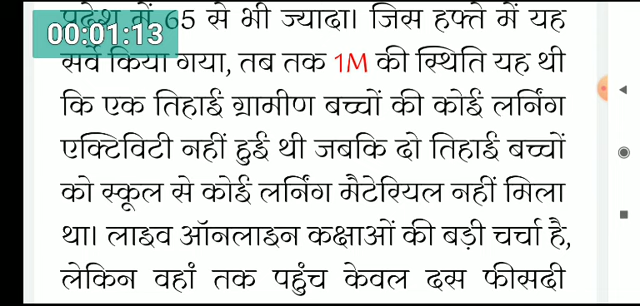 00:01:13
में 65 से भी ज्यादा। जिस हफ्ते में यह
सर्वे किया गया, तब तक 1M की स्थिति यह थी
कि एक तिहाई ग्रामीण बच्चों की कोई लर्निंग
एक्टिविटी नहीं हुई थी जबकि दो तिहाई बच्चों
को स्कूल से कोई लर्निंग मैटेरियल नहीं मिला
था। लाइव ऑनलाइन कक्षाओं की बड़ी चर्चा है,
लेकिन वहां तक पहुंच केवल दस फीसदी